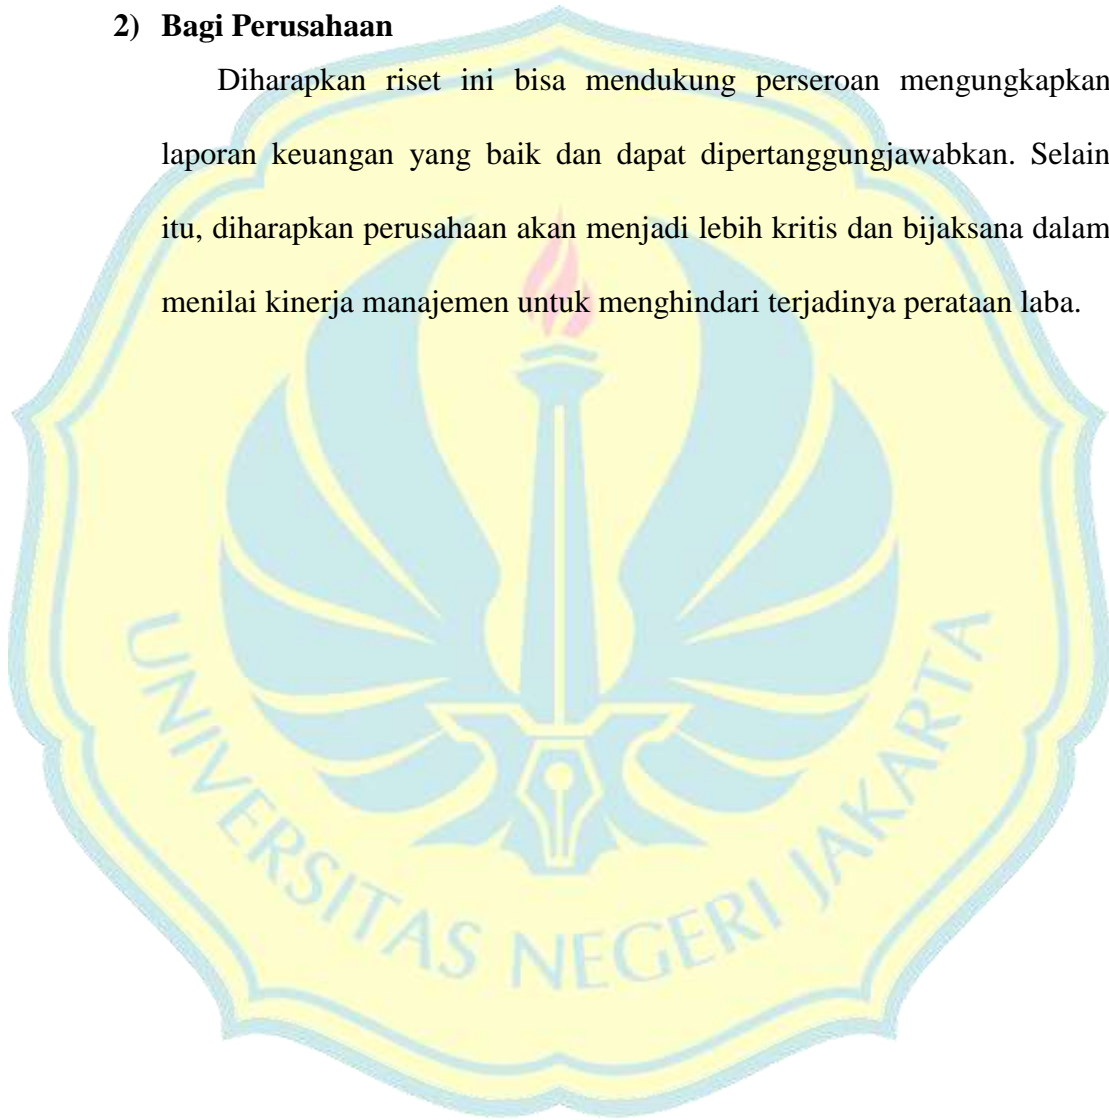 2) Bagi Perusahaan
Diharapkan riset ini bisa mendukung perseroan mengungkapkan
laporan keuangan yang baik dan dapat dipertanggungjawabkan. Selain
itu, diharapkan perusahaan akan menjadi lebih kritis dan bijaksana dalam
menilai kinerja manajemen untuk menghindari terjadinya perataan laba.
UNIVERSITAS NEGERI JAKARTA